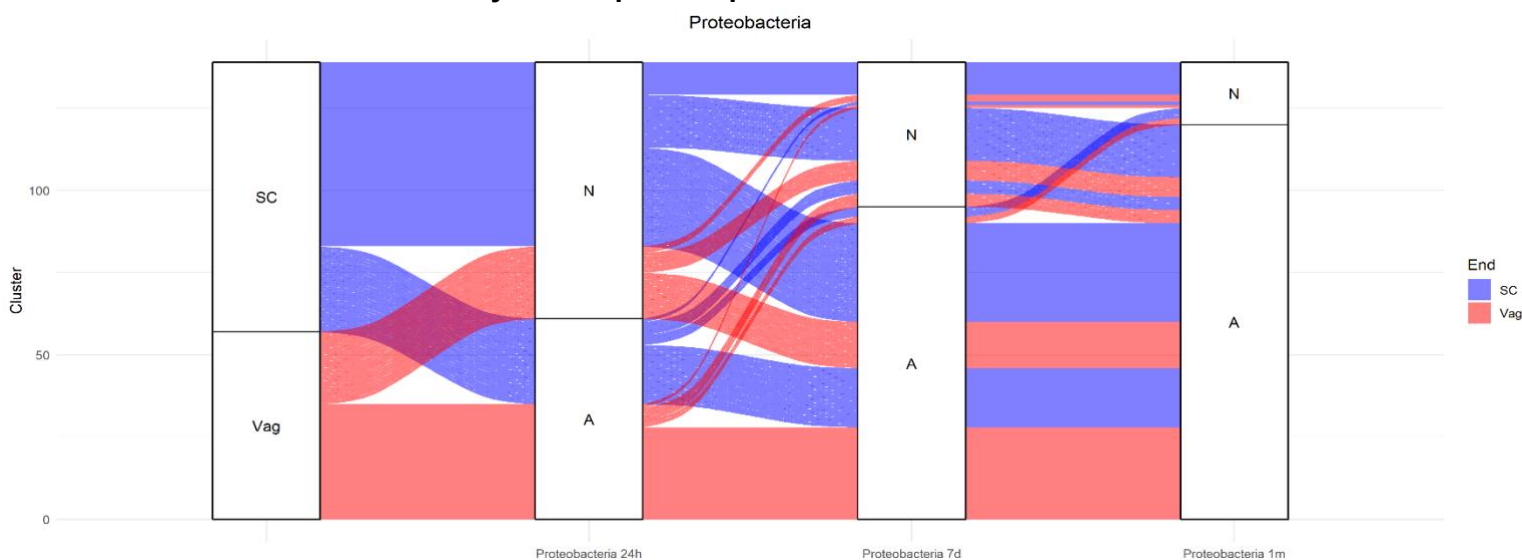 Proteobacteria
SC
Vag
N
A
N
A
N
A
Cluster
0
50
100
Proteobacteria 24h
Proteobacteria 7d
Proteobacteria 1m
End
SC
Vag